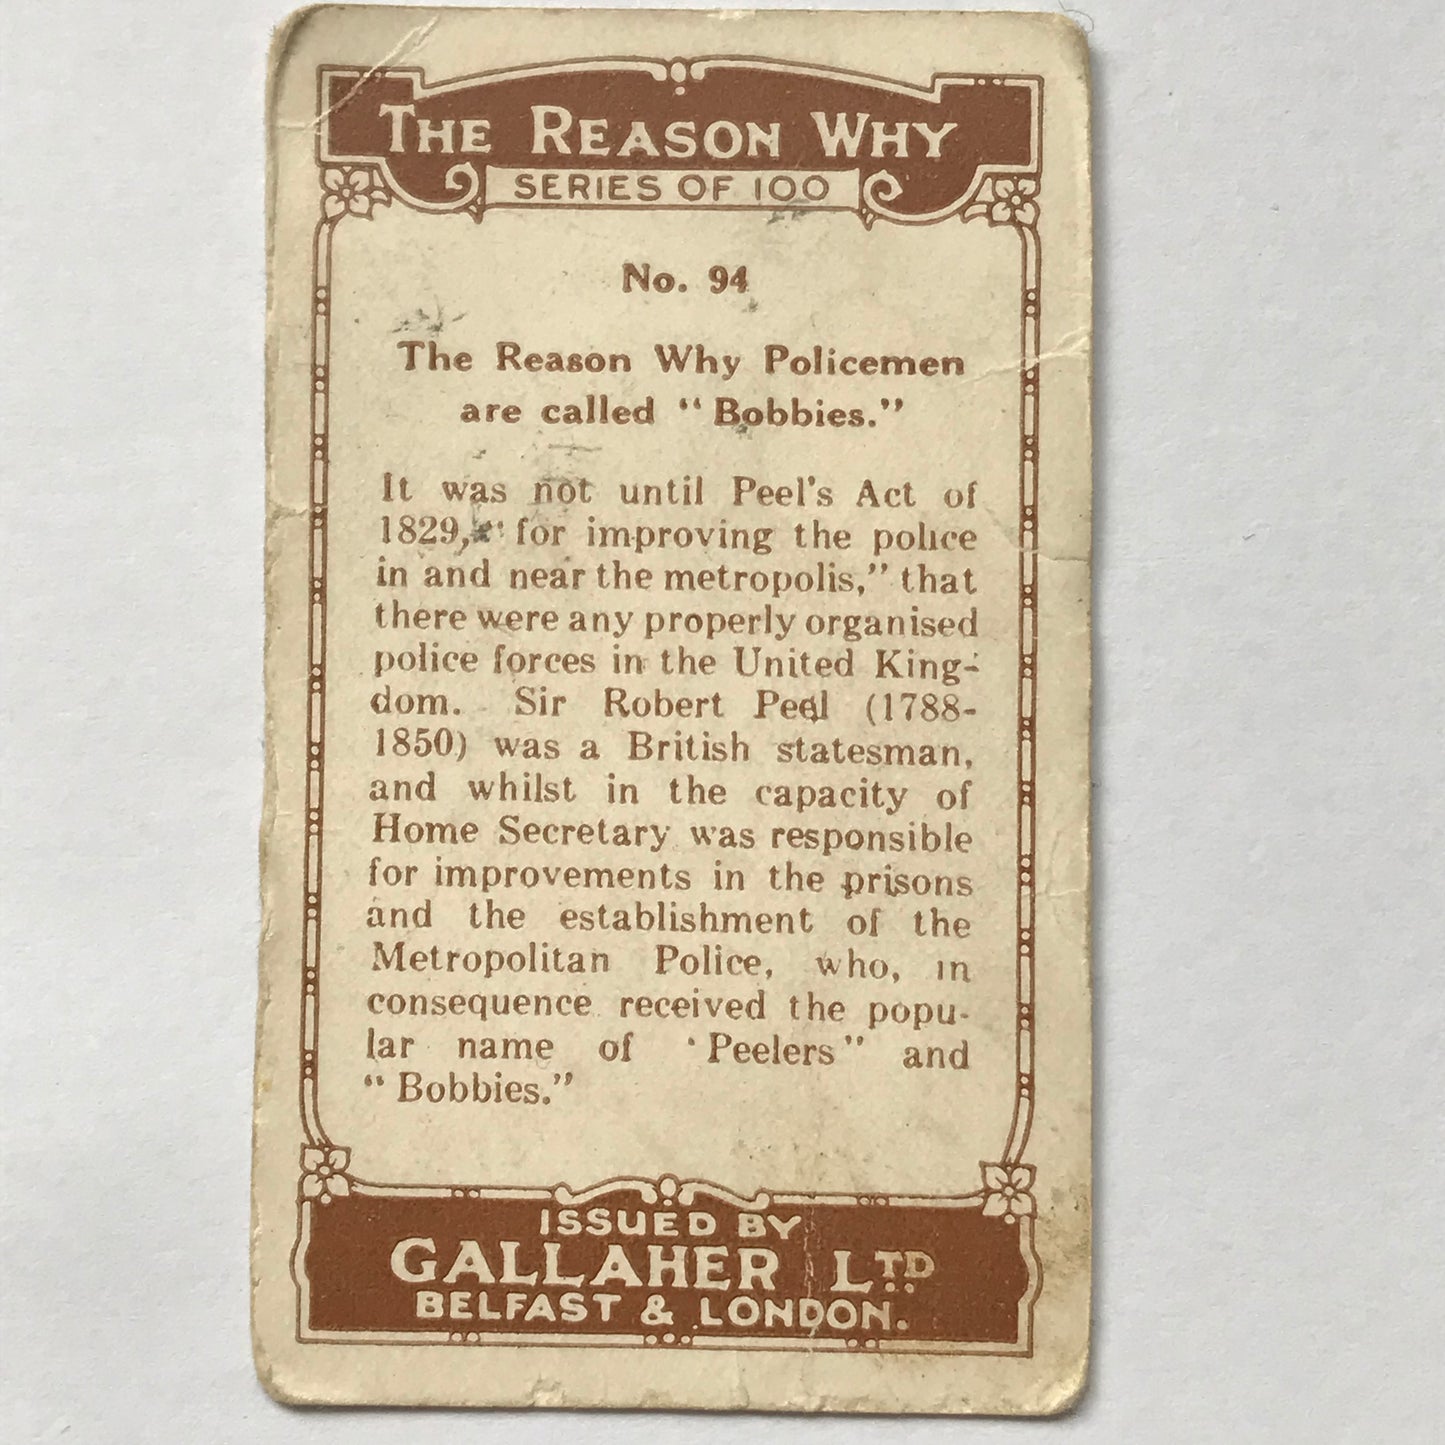 THE REASON WHY
SERIES OF 100
No. 94
The Reason Why Policemen
are called "Bobbies."
It was not until Peel's Act of
1829, "for improving the police
in and near the metropolis," that
there were any properly organised
police forces in the United King-
dom. Sir Robert Peel (1788-
1850) was a British statesman,
and whilst in the capacity of
Home Secretary was responsible
for improvements in the prisons
and the establishment of the
Metropolitan Police, who, in
consequence received the popu-
lar name of 'Peelers" and
"Bobbies."
ISSUED BY
GALLAHER LTD
BELFAST & LONDON.